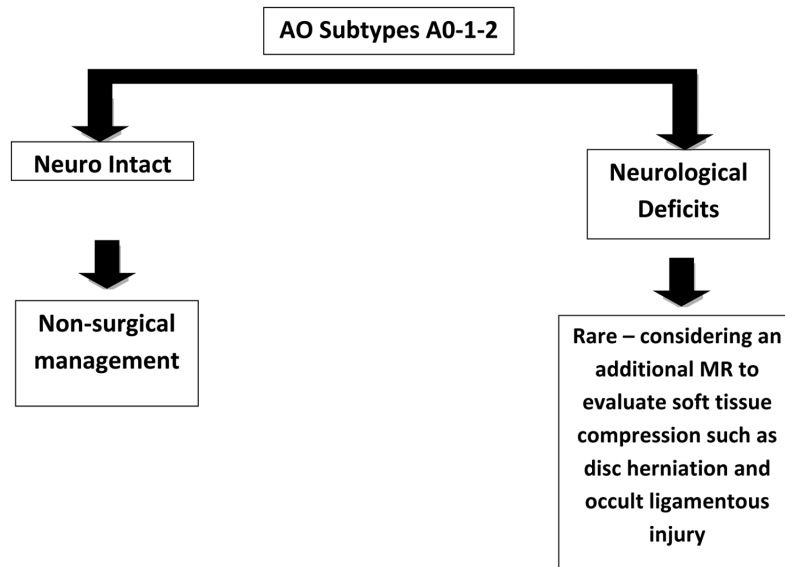 AO Subtypes A0-1-2
Neuro Intact
Neurological
Deficits
Non-surgical
management
Rare – considering an
additional MR to
evaluate soft tissue
compression such as
disc herniation and
occult ligamentous
injury